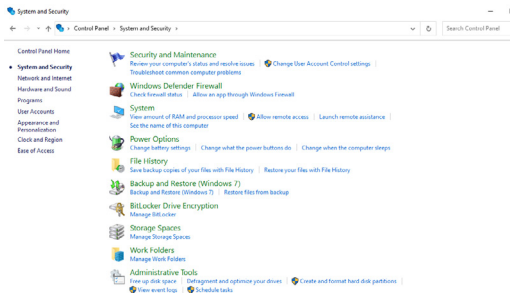 System and Security
Control Panel > System and Security >
Search Control Panel
Control Panel Home
System and Security
Network and Internet
Hardware and Sound
Programs
User Accounts
Appearance and
Personalization
Clock and Region
Ease of Access
Security and Maintenance
Review your computer's status and resolve issues | Change User Account Control settings |
Troubleshoot common computer problems
Windows Defender Firewall
Check firewall status | Allow an app through Windows Firewall
System
View amount of RAM and processor speed | Allow remote access | Launch remote assistance |
See the name of this computer
Power Options
Change battery settings | Change what the power buttons do | Change when the computer sleeps
File History
Save backup copies of your files with File History | Restore your files with File History
Backup and Restore (Windows 7)
Backup and Restore (Windows 7) | Restore files from backup
BitLocker Drive Encryption
Manage BitLocker
Storage Spaces
Manage Storage Spaces
Work Folders
Manage Work Folders
Administrative Tools
Free up disk space | Defragment and optimize your drives | Create and format hard disk partitions |
View event logs | Schedule tasks